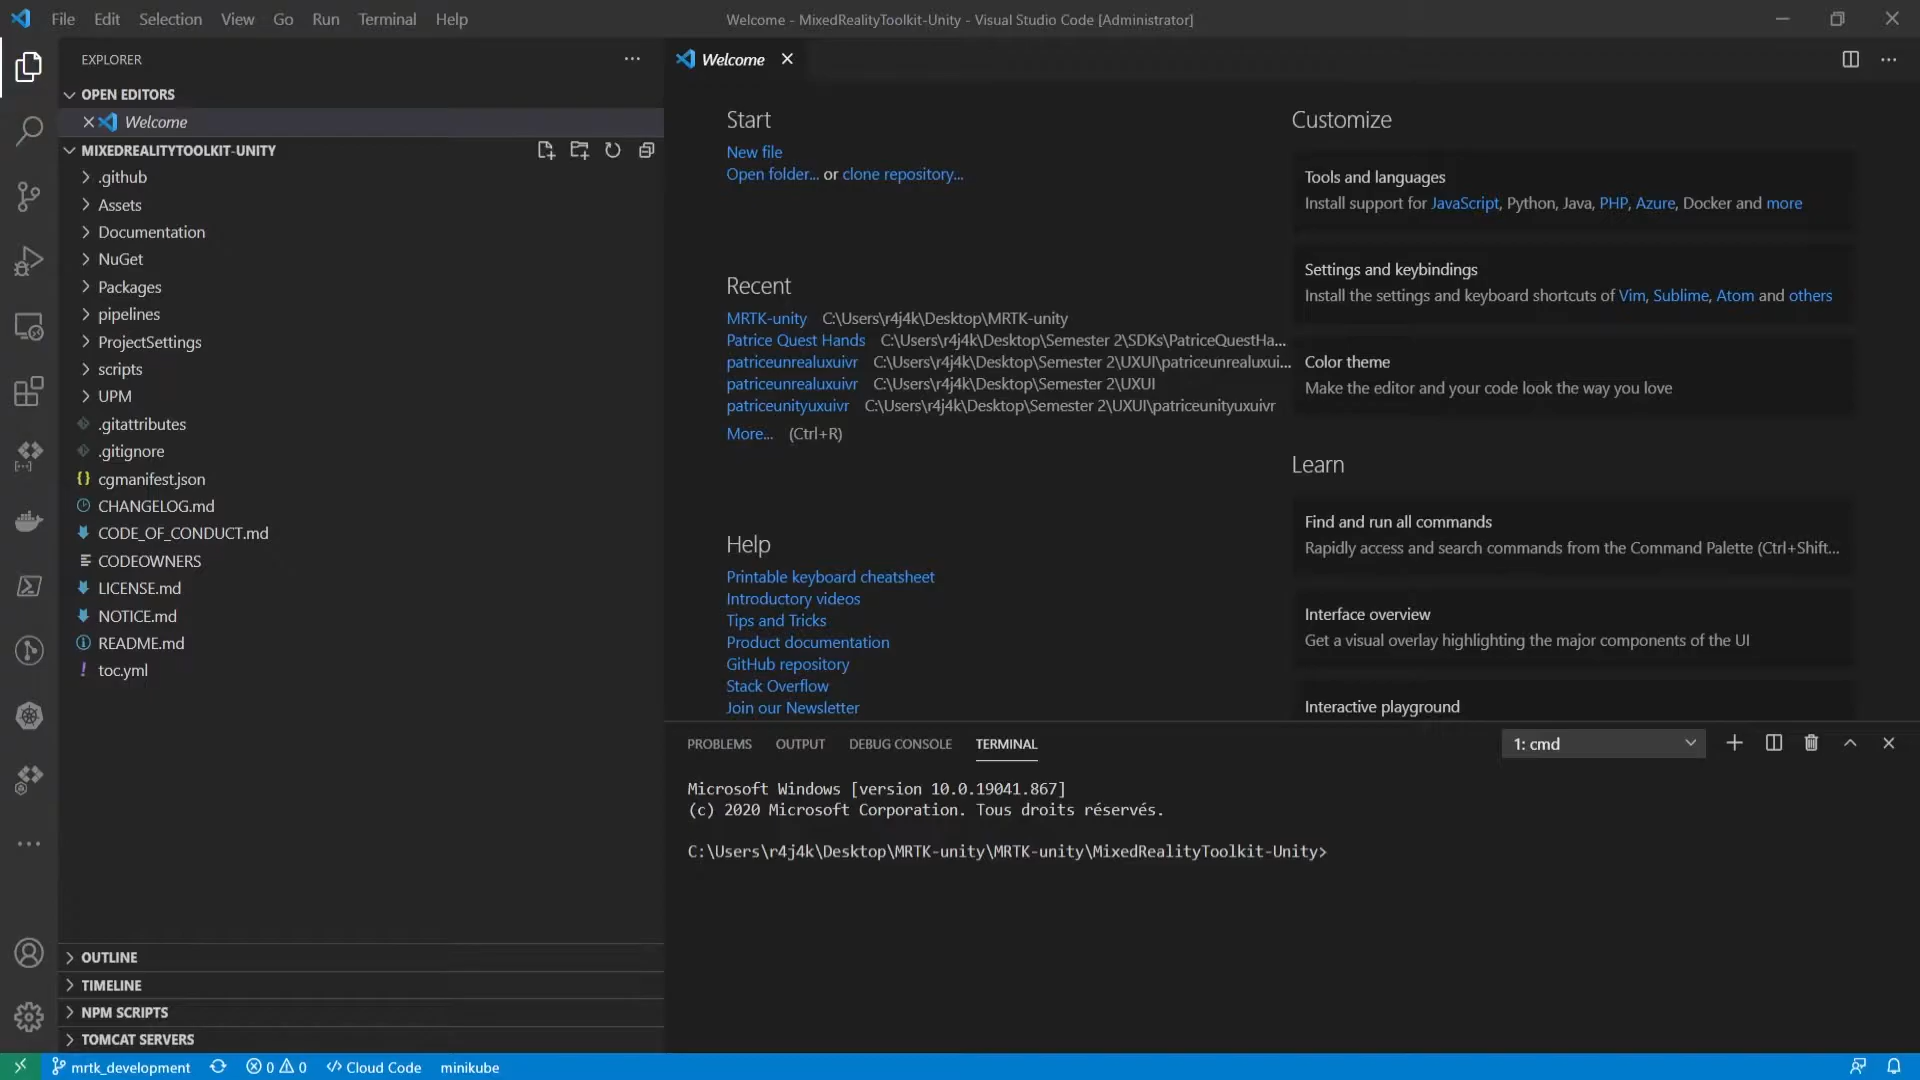 File Edit Selection View Go Run Terminal Help
Welcome - MixedRealityToolkit-Unity - Visual Studio Code [Administrator]
EXPLORER
OPEN EDITORS
Welcome
MIXEDREALITYTOOLKIT-UNITY
.github
Assets
Documentation
NuGet
Packages
pipelines
ProjectSettings
scripts
UPM
.gitattributes
.gitignore
cgmanifest.json
CHANGELOG.md
CODE_OF_CONDUCT.md
CODEOWNERS
LICENSE.md
NOTICE.md
README.md
toc.yml
OUTLINE
TIMELINE
NPM SCRIPTS
TOMCAT SERVERS
Welcome
Start
New file
Open folder... or clone repository...
Recent
MRTK-unity C:\Users\r4j4k\Desktop\MRTK-unity
Patrice Quest Hands C:\Users\r4j4k\Desktop\Semester 2\SDKs\PatriceQuestHa...
patriceunrealuxuivr C:\Users\r4j4k\Desktop\Semester 2\UXUI\patriceunrealuxui...
patriceunrealuxuivr C:\Users\r4j4k\Desktop\Semester 2\UXUI
patriceunityuxuivr C:\Users\r4j4k\Desktop\Semester 2\UXUI\patriceunityuxuivr
More... (Ctrl+R)
Help
Printable keyboard cheatsheet
Introductory videos
Tips and Tricks
Product documentation
GitHub repository
Stack Overflow
Join our Newsletter
Customize
Tools and languages
Install support for JavaScript, Python, Java, PHP, Azure, Docker and more
Settings and keybindings
Install the settings and keyboard shortcuts of Vim, Sublime, Atom and others
Color theme
Make the editor and your code look the way you love
Learn
Find and run all commands
Rapidly access and search commands from the Command Palette (Ctrl+Shift...
Interface overview
Get a visual overlay highlighting the major components of the UI
Interactive playground
PROBLEMS OUTPUT DEBUG CONSOLE TERMINAL
1: cmd
Microsoft Windows [version 10.0.19041.867]
(c) 2020 Microsoft Corporation. Tous droits réservés.
C:\Users\r4j4k\Desktop\MRTK-unity\MRTK-unity\MixedRealityToolkit-Unity>
mrtk_development 0 0 Cloud Code minikube